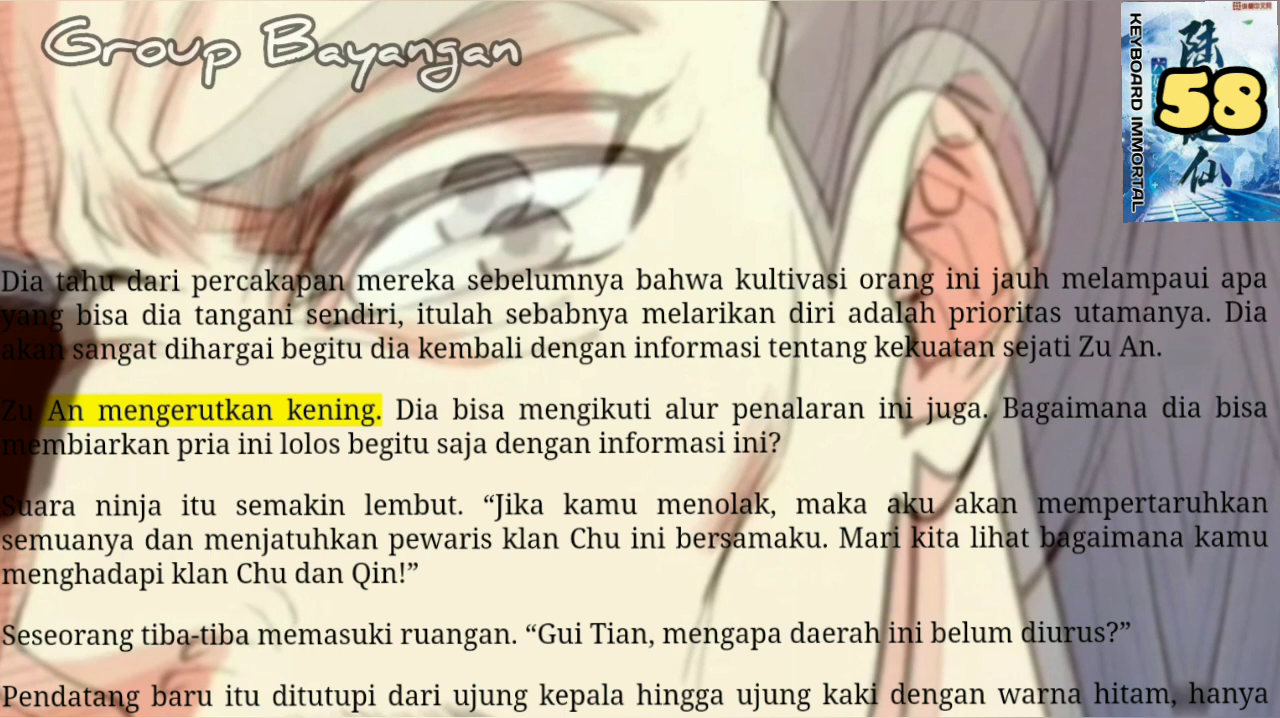 Group Bayangan
KEYBOARD IMMORTAL
58
Dia tahu dari percakapan mereka sebelumnya bahwa kultivasi orang ini jauh melampaui apa
yang bisa dia tangani sendiri, itulah sebabnya melarikan diri adalah prioritas utamanya. Dia
akan sangat dihargai begitu dia kembali dengan informasi tentang kekuatan sejati Zu An.
Zu An mengerutkan kening. Dia bisa mengikuti alur penalaran ini juga. Bagaimana dia bisa
membiarkan pria ini lolos begitu saja dengan informasi ini?
Suara ninja itu semakin lembut. “Jika kamu menolak, maka aku akan mempertaruhkan
semuanya dan menjatuhkan pewaris klan Chu ini bersamaku. Mari kita lihat bagaimana kamu
menghadapi klan Chu dan Qin!”
Seseorang tiba-tiba memasuki ruangan. “Gui Tian, mengapa daerah ini belum diurus?”
Pendatang baru itu ditutupi dari ujung kepala hingga ujung kaki dengan warna hitam, hanya